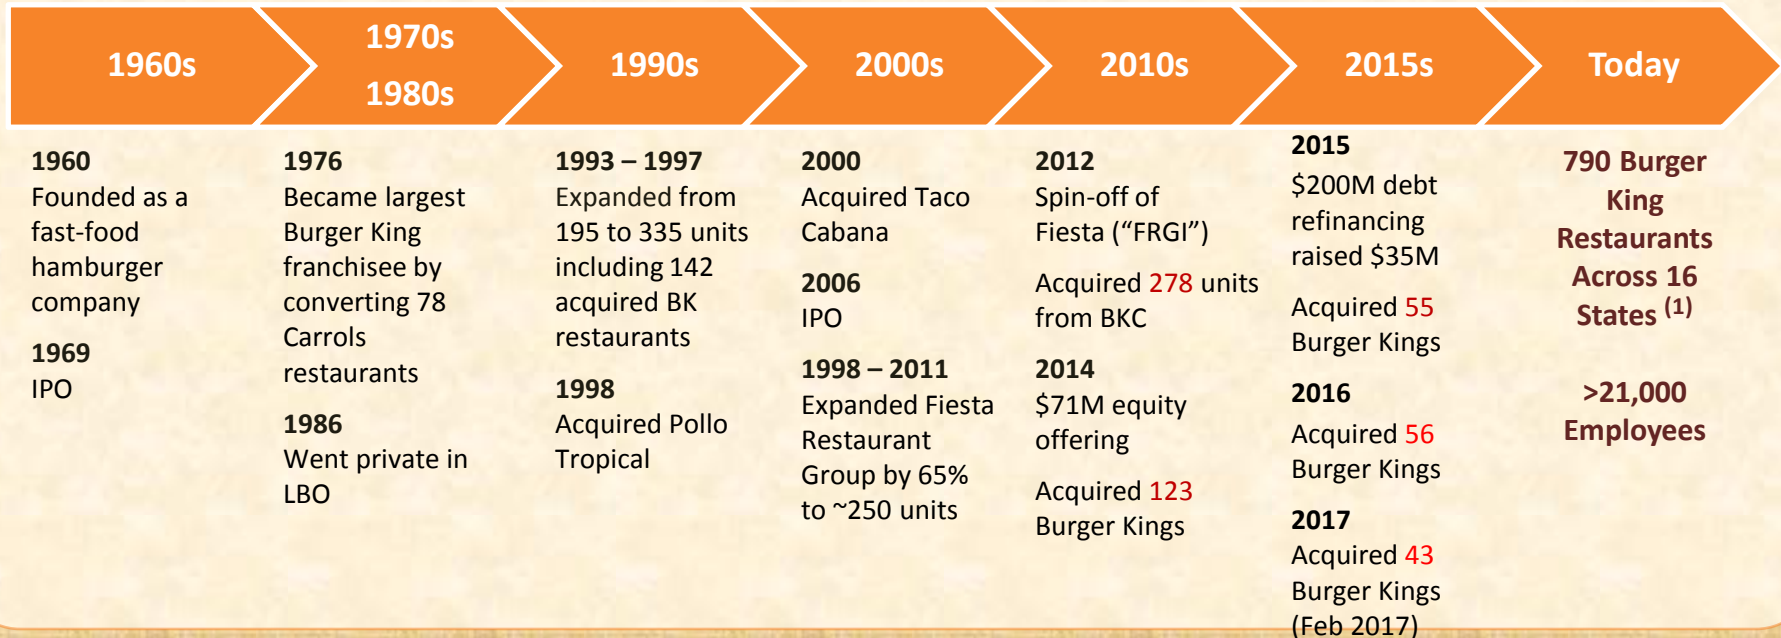 1960s
1970s
1980s
1990s
2000s
2010s
2015s
Today
1960
Founded as a
fast-food
hamburger
company
1969
IPO
1976
Became largest
Burger King
franchisee by
converting 78
Carrols
restaurants
1986
Went private in
LBO
1993 – 1997
Expanded from
195 to 335 units
including 142
acquired BK
restaurants
1998
Acquired Pollo
Tropical
2000
Acquired Taco
Cabana
2006
IPO
1998 – 2011
Expanded Fiesta
Restaurant
Group by 65%
to ~250 units
2012
Spin-off of
Fiesta (“FRGI”)
Acquired 278 units
from BKC
2014
$71M equity
offering
Acquired 123
Burger Kings
2015
$200M debt
refinancing
raised $35M
Acquired 55
Burger Kings
2016
Acquired 56
Burger Kings
2017
Acquired 43
Burger Kings
(Feb 2017)
790 Burger
King
Restaurants
Across 16
States (1)
>21,000
Employees